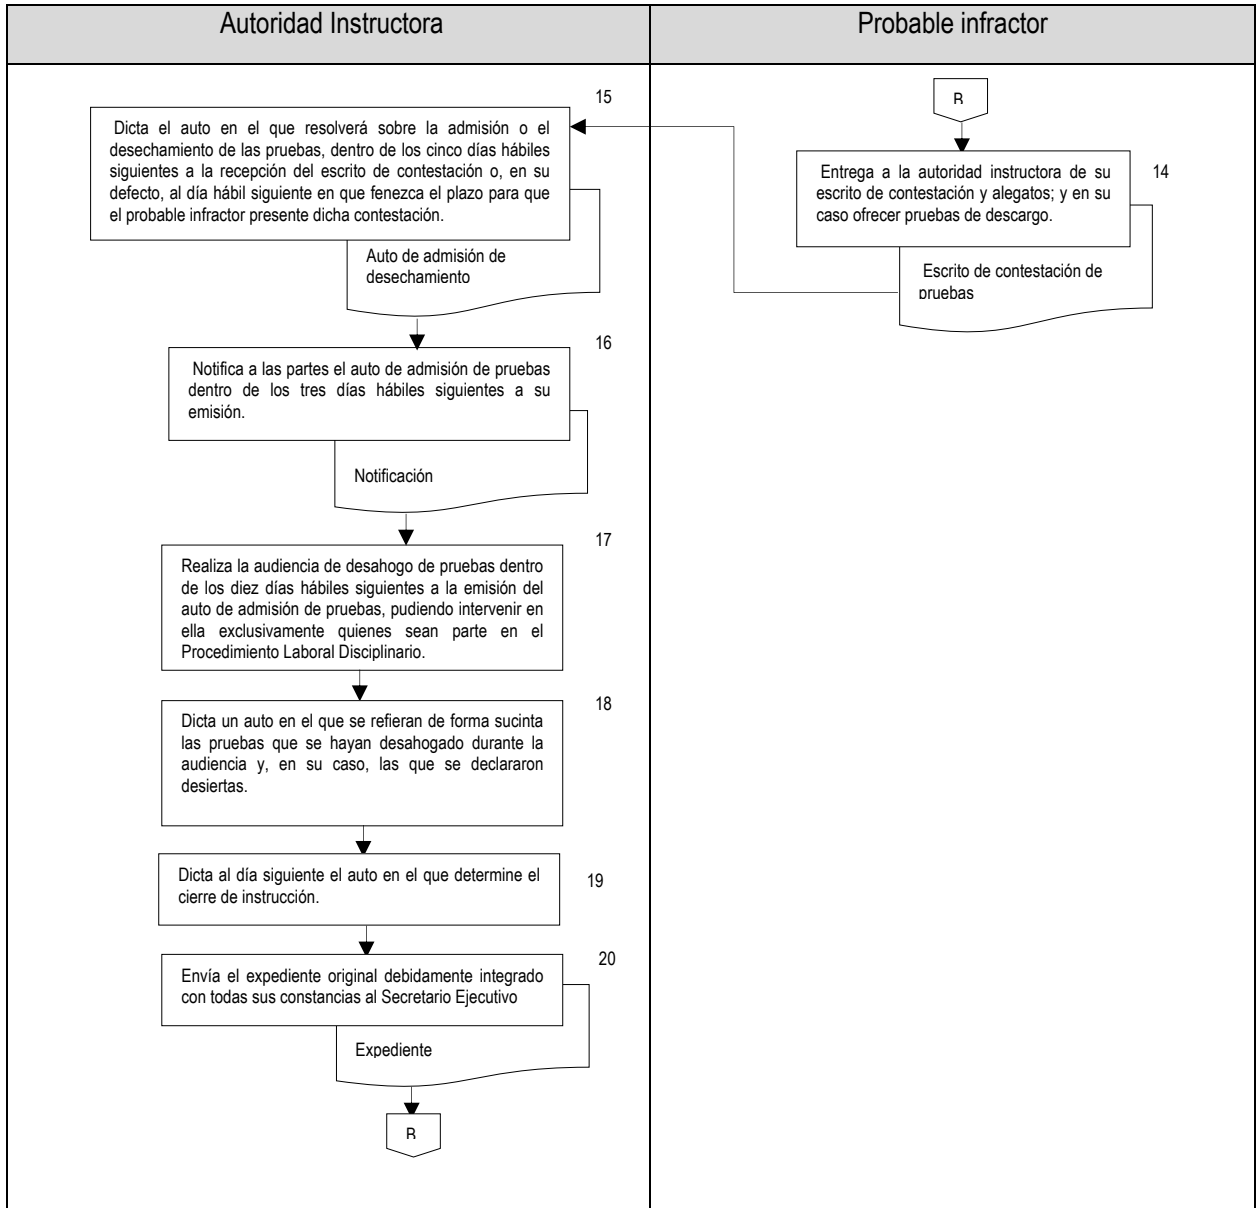 Autoridad Instructora
Probable infractor
15
Dicta el auto en el que resolverá sobre la admisión o el
desechamiento de las pruebas, dentro de los cinco días hábiles
siguientes a la recepción del escrito de contestación o, en su
defecto, al día hábil siguiente en que fenezca el plazo para que
el probable infractor presente dicha contestación.
Auto de admisión de
desechamiento
16
Notifica a las partes el auto de admisión de pruebas
dentro de los tres días hábiles siguientes a su
emisión.
Notificación
17
Realiza la audiencia de desahogo de pruebas dentro
de los diez días hábiles siguientes a la emisión del
auto de admisión de pruebas, pudiendo intervenir en
ella exclusivamente quienes sean parte en el
Procedimiento Laboral Disciplinario.
18
Dicta un auto en el que se refieran de forma sucinta
las pruebas que se hayan desahogado durante la
audiencia y, en su caso, las que se declararon
desiertas.
Dicta al día siguiente el auto en el que determine el
cierre de instrucción.
19
20
Envía el expediente original debidamente integrado
con todas sus constancias al Secretario Ejecutivo
Expediente
14
Entrega a la autoridad instructora de su
escrito de contestación y alegatos; y en su
caso ofrecer pruebas de descargo.
Escrito de contestación de
pruebas